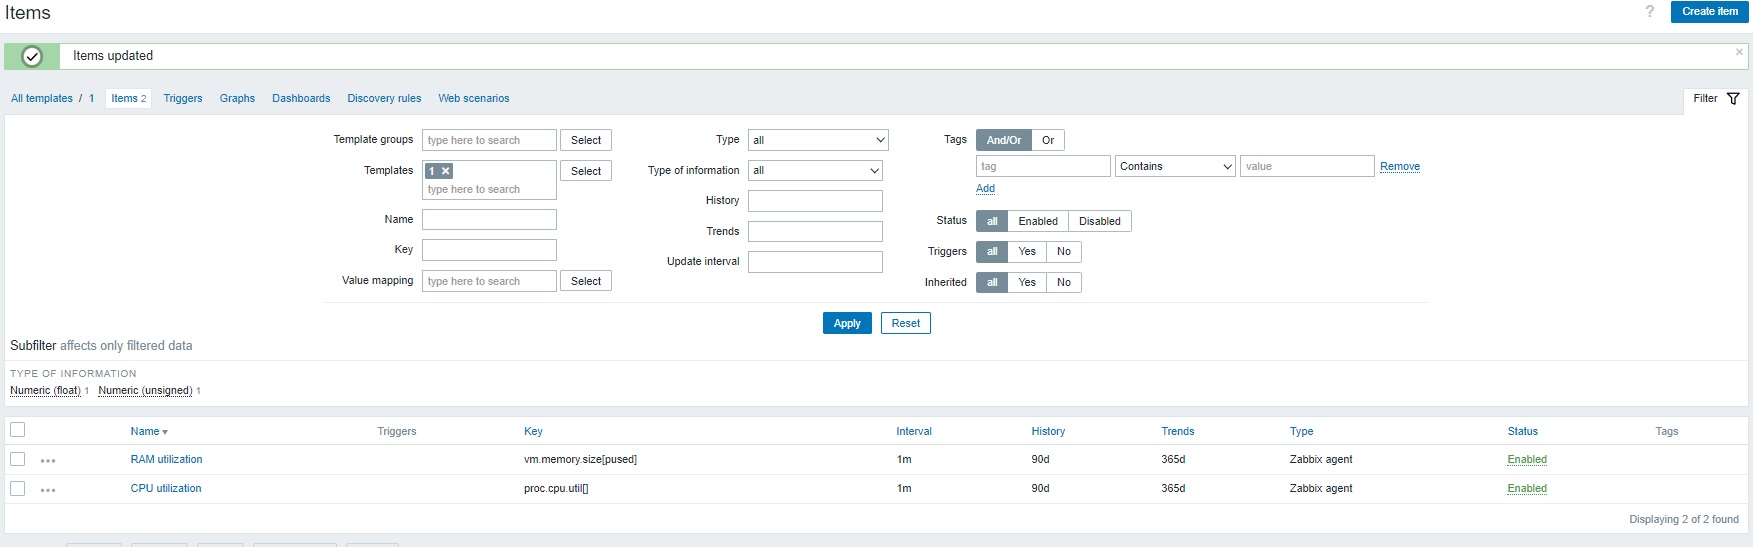 Items
? Create item
Items updated
All templates / 1 Items 2 Triggers Graphs Dashboards Discovery rules Web scenarios Filter
Template groups type here to search Select Type all Tags And/Or Or
tag Contains value Remove
Templates 1 type here to search Select Type of information all
Add
History
Name Status all Enabled Disabled
Trends
Key Triggers all Yes No
Update interval
Value mapping type here to search Select Inherited all Yes No
Apply Reset
Subfilter affects only filtered data
TYPE OF INFORMATION
Numeric (float) 1 Numeric (unsigned) 1
Name Triggers Key Interval History Trends Type Status Tags
RAM utilization vm.memory.size[pused] 1m 90d 365d Zabbix agent Enabled
CPU utilization proc.cpu.util[] 1m 90d 365d Zabbix agent Enabled
Displaying 2 of 2 found